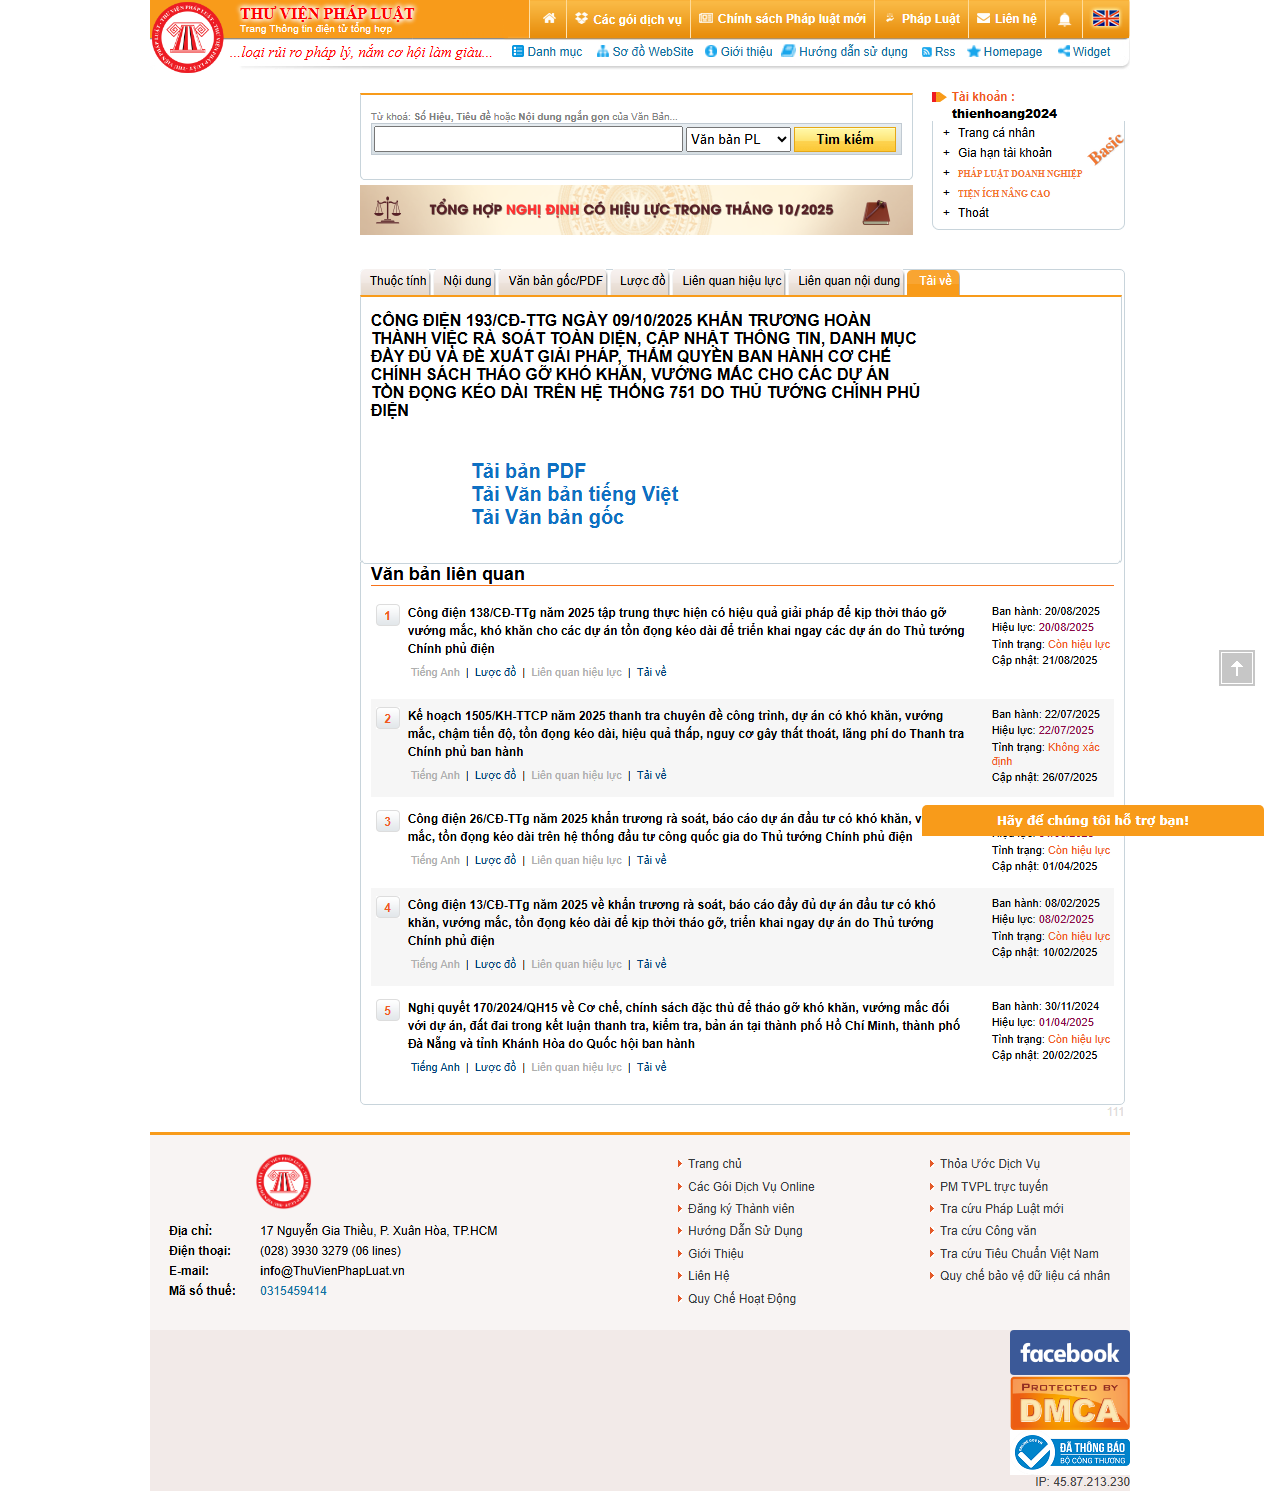 THƯ VIỆN PHÁP LUẬT
Trang Thông tin điện tử tổng hợp
Các gói dịch vụ
Chính sách Pháp luật mới
Pháp Luật
Liên hệ
...loại rủi ro pháp lý, nắm cơ hội làm giàu...
Danh mục
Sơ đồ WebSite
Giới thiệu
Hướng dẫn sử dụng
Rss
Homepage
Widget
Từ khoá: Số Hiệu, Tiêu đề hoặc Nội dung ngắn gọn của Văn Bản...
Văn bản PL
Tìm kiếm
TỔNG HỢP NGHỊ ĐỊNH CÓ HIỆU LỰC TRONG THÁNG 10/2025
Tài khoản :
thienhoang2024
+ Trang cá nhân
+ Gia hạn tài khoản
+ PHÁP LUẬT DOANH NGHIỆP
+ TIỆN ÍCH NÂNG CAO
+ Thoát
Basic
Thuộc tính
Nội dung
Văn bản gốc/PDF
Lược đồ
Liên quan hiệu lực
Liên quan nội dung
Tải về
CÔNG ĐIỆN 193/CĐ-TTG NGÀY 09/10/2025 KHẨN TRƯƠNG HOÀN
THÀNH VIỆC RÀ SOÁT TOÀN DIỆN, CẬP NHẬT THÔNG TIN, DANH MỤC
ĐẦY ĐỦ VÀ ĐỀ XUẤT GIẢI PHÁP, THẨM QUYỀN BAN HÀNH CƠ CHẾ
CHÍNH SÁCH THÁO GỠ KHÓ KHĂN, VƯỚNG MẮC CHO CÁC DỰ ÁN
TỒN ĐỌNG KÉO DÀI TRÊN HỆ THỐNG 751 DO THỦ TƯỚNG CHÍNH PHỦ
ĐIỆN
Tải bản PDF
Tải Văn bản tiếng Việt
Tải Văn bản gốc
Văn bản liên quan
1
Công điện 138/CĐ-TTg năm 2025 tập trung thực hiện có hiệu quả giải pháp để kịp thời tháo gỡ
vướng mắc, khó khăn cho các dự án tồn đọng kéo dài để triển khai ngay các dự án do Thủ tướng
Chính phủ điện
Tiếng Anh | Lược đồ | Liên quan hiệu lực | Tải về
Ban hành: 20/08/2025
Hiệu lực: 20/08/2025
Tình trạng: Còn hiệu lực
Cập nhật: 21/08/2025
2
Kế hoạch 1505/KH-TTCP năm 2025 thanh tra chuyên đề công trình, dự án có khó khăn, vướng
mắc, chậm tiến độ, tồn đọng kéo dài, hiệu quả thấp, nguy cơ gây thất thoát, lãng phí do Thanh tra
Chính phủ ban hành
Tiếng Anh | Lược đồ | Liên quan hiệu lực | Tải về
Ban hành: 22/07/2025
Hiệu lực: 22/07/2025
Tình trạng: Không xác
định
Cập nhật: 26/07/2025
3
Công điện 26/CĐ-TTg năm 2025 khẩn trương rà soát, báo cáo dự án đầu tư có khó khăn, v
mắc, tồn đọng kéo dài trên hệ thống đầu tư công quốc gia do Thủ tướng Chính phủ điện
Tiếng Anh | Lược đồ | Liên quan hiệu lực | Tải về
Hãy để chúng tôi hỗ trợ bạn!
Tình trạng: Còn hiệu lực
Cập nhật: 01/04/2025
4
Công điện 13/CĐ-TTg năm 2025 về khẩn trương rà soát, báo cáo đầy đủ dự án đầu tư có khó
khăn, vướng mắc, tồn đọng kéo dài để kịp thời tháo gỡ, triển khai ngay dự án do Thủ tướng
Chính phủ điện
Tiếng Anh | Lược đồ | Liên quan hiệu lực | Tải về
Ban hành: 08/02/2025
Hiệu lực: 08/02/2025
Tình trạng: Còn hiệu lực
Cập nhật: 10/02/2025
5
Nghị quyết 170/2024/QH15 về Cơ chế, chính sách đặc thù để tháo gỡ khó khăn, vướng mắc đối
với dự án, đất đai trong kết luận thanh tra, kiểm tra, bản án tại thành phố Hồ Chí Minh, thành phố
Đà Nẵng và tỉnh Khánh Hòa do Quốc hội ban hành
Tiếng Anh | Lược đồ | Liên quan hiệu lực | Tải về
Ban hành: 30/11/2024
Hiệu lực: 01/04/2025
Tình trạng: Còn hiệu lực
Cập nhật: 20/02/2025
111
Địa chỉ: 17 Nguyễn Gia Thiều, P. Xuân Hòa, TP.HCM
Điện thoại: (028) 3930 3279 (06 lines)
E-mail: info@ThuVienPhapLuat.vn
Mã số thuế: 0315459414
Trang chủ
Các Gói Dịch Vụ Online
Đăng ký Thành viên
Hướng Dẫn Sử Dụng
Giới Thiệu
Liên Hệ
Quy Chế Hoạt Động
Thỏa Ước Dịch Vụ
PM TVPL trực tuyến
Tra cứu Pháp Luật mới
Tra cứu Công văn
Tra cứu Tiêu Chuẩn Việt Nam
Quy chế bảo vệ dữ liệu cá nhân
facebook
PROTECTED BY
DMCA
ĐÃ THÔNG BÁO
BỘ CÔNG THƯƠNG
IP: 45.87.213.230